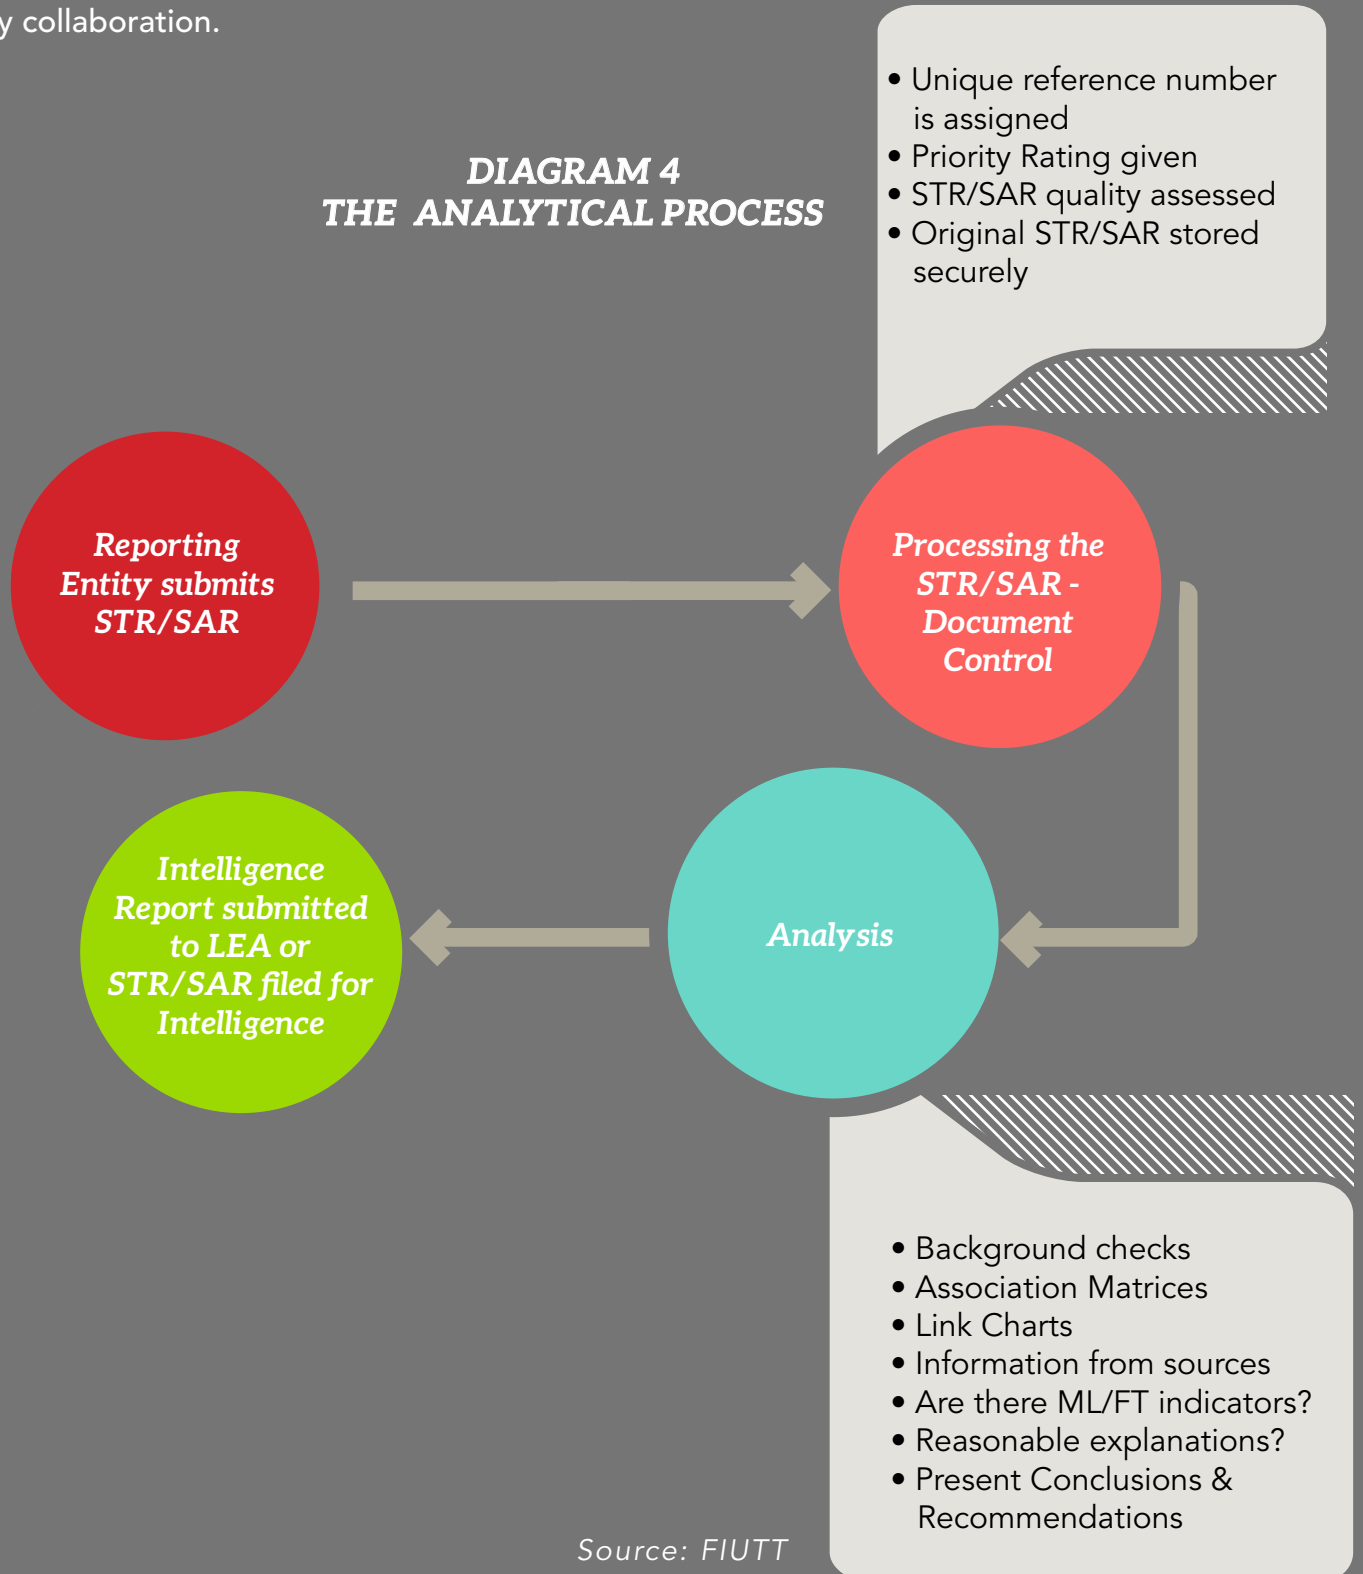 y collaboration.
DIAGRAM 4
THE ANALYTICAL PROCESS
• Unique reference number
is assigned
• Priority Rating given
• STR/SAR quality assessed
• Original STR/SAR stored
securely
Reporting
Entity submits
STR/SAR
Processing the
STR/SAR -
Document
Control
Analysis
Intelligence
Report submitted
to LEA or
STR/SAR filed for
Intelligence
• Background checks
• Association Matrices
• Link Charts
• Information from sources
• Are there ML/FT indicators?
• Reasonable explanations?
• Present Conclusions &
Recommendations
Source: FIUTT